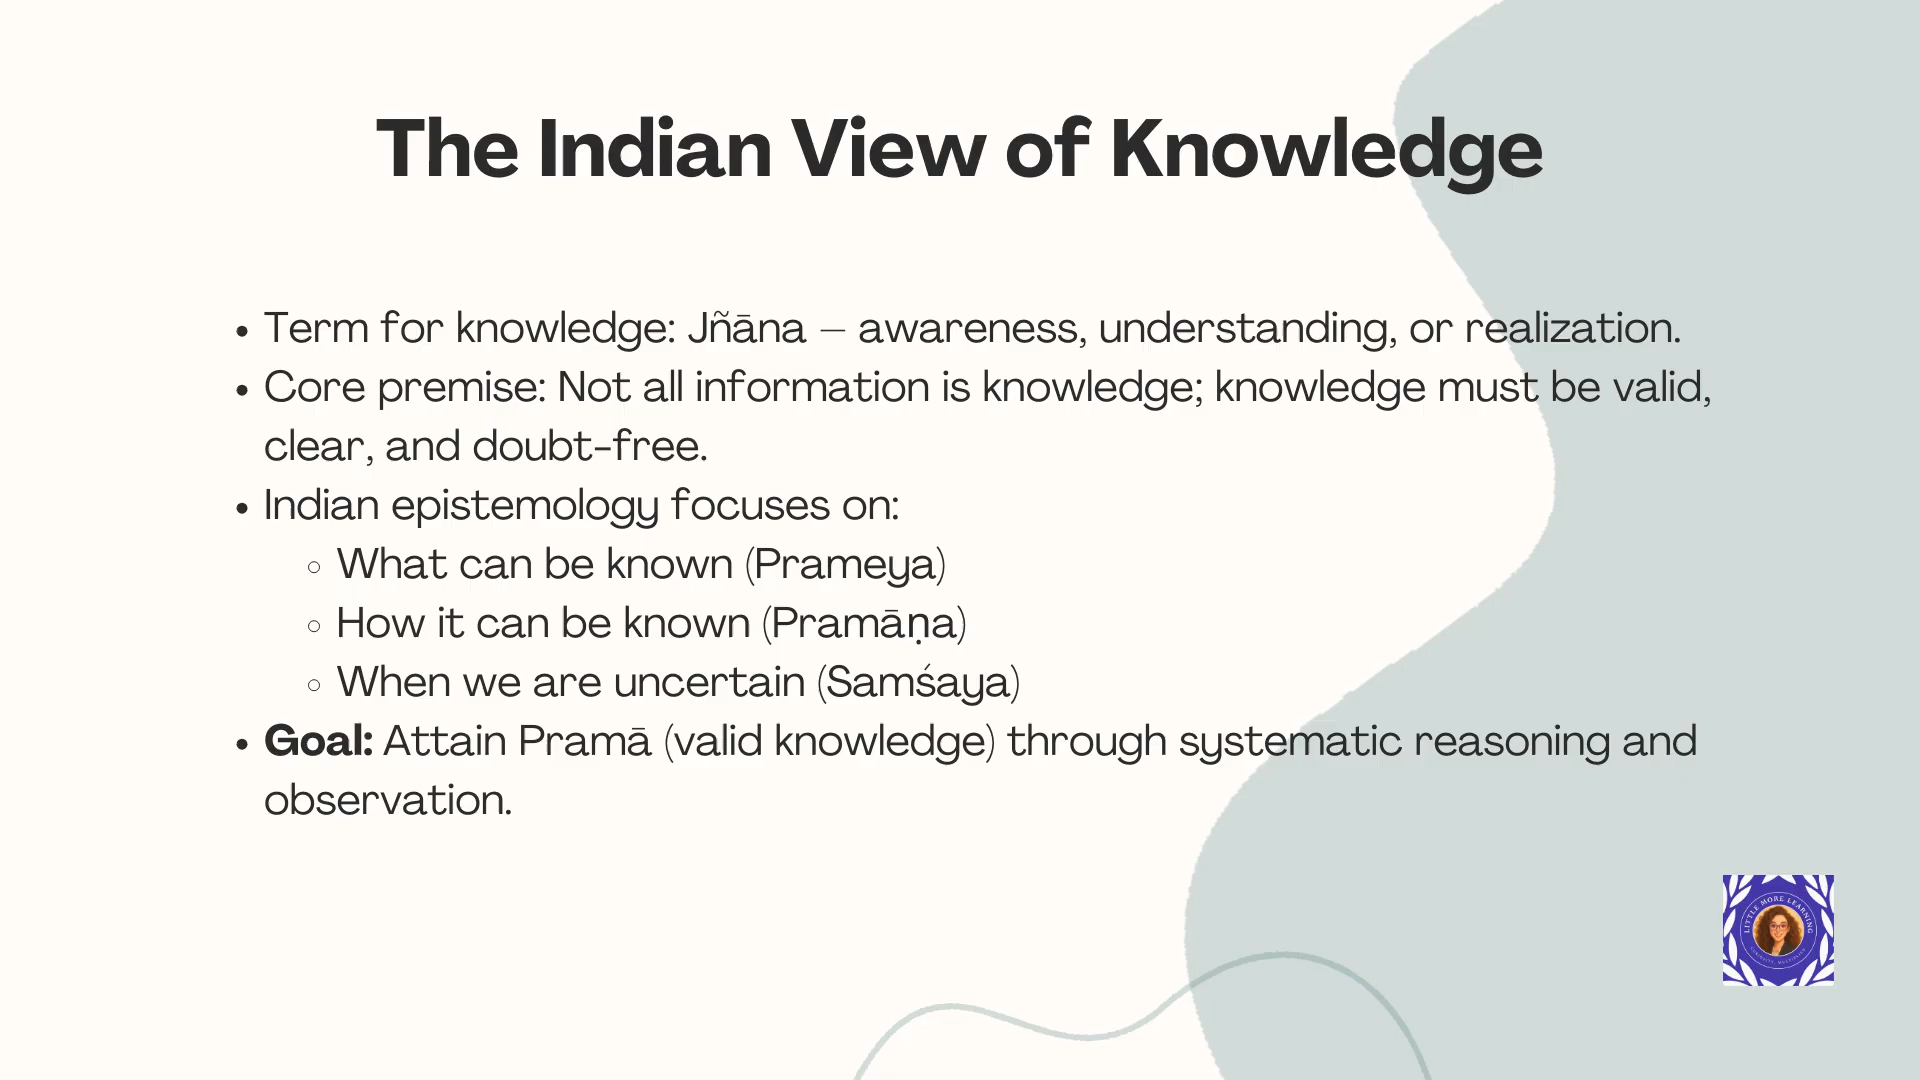 The Indian View of Knowledge
• Term for knowledge: Jñāna – awareness, understanding, or realization.
• Core premise: Not all information is knowledge; knowledge must be valid,
clear, and doubt-free.
• Indian epistemology focuses on:
◦ What can be known (Prameya)
◦ How it can be known (Pramāṇa)
◦ When we are uncertain (Samśaya)
• Goal: Attain Pramā (valid knowledge) through systematic reasoning and
observation.
LITTLE MORE LEARNING